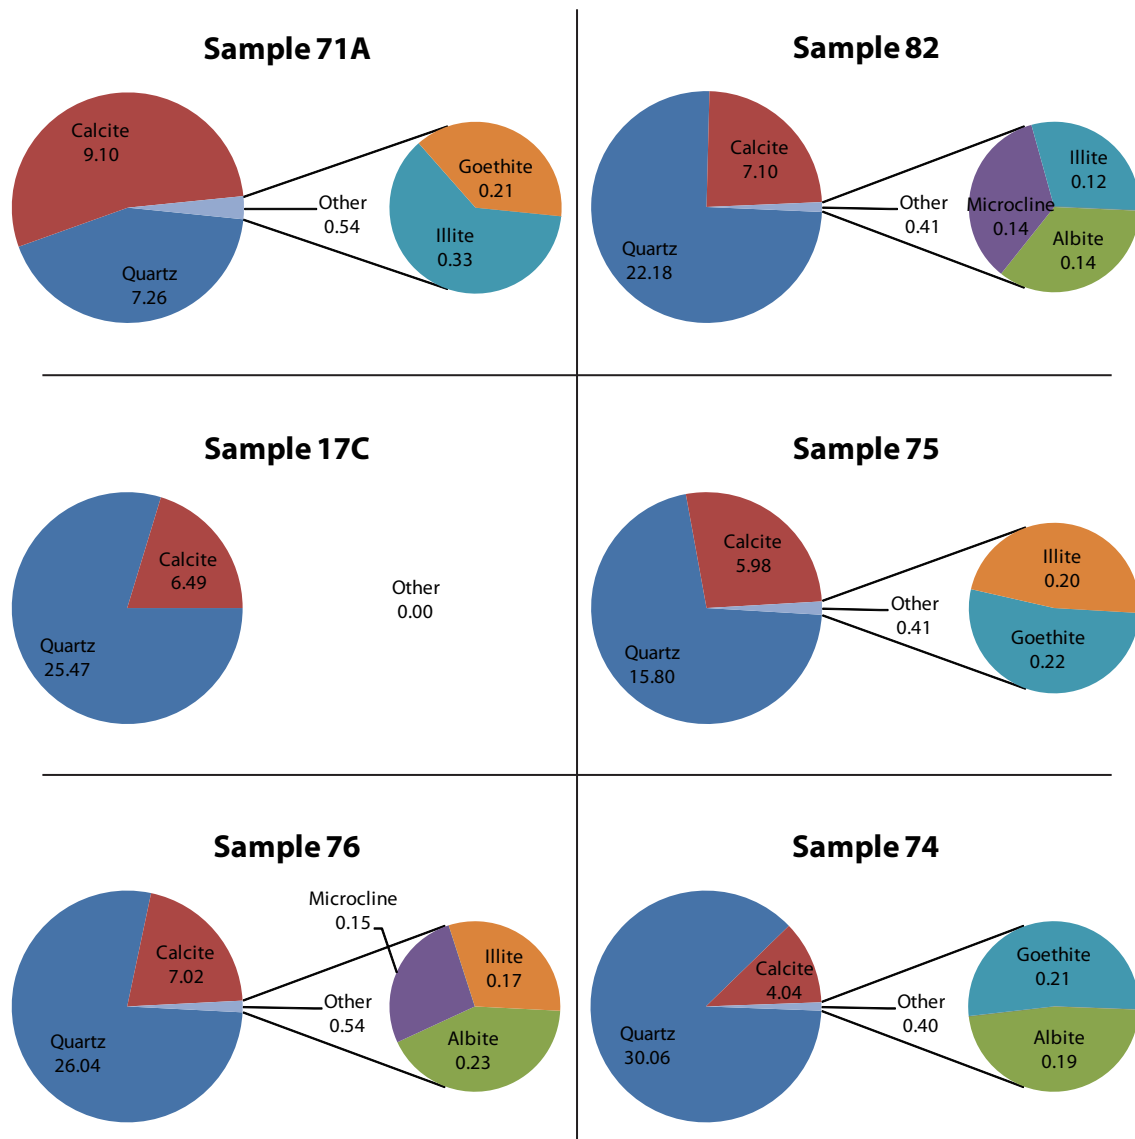 Sample 71A
Calcite
9.10
Quartz
7.26
Other
0.54
Goethite
0.21
Illite
0.33
Sample 82
Calcite
7.10
Quartz
22.18
Other
0.41
Illite
0.12
Microcline
0.14
Albite
0.14
Sample 17C
Calcite
6.49
Quartz
25.47
Other
0.00
Sample 75
Calcite
5.98
Quartz
15.80
Other
0.41
Illite
0.20
Goethite
0.22
Sample 76
Calcite
7.02
Quartz
26.04
Other
0.54
Microcline
0.15
Illite
0.17
Albite
0.23
Sample 74
Calcite
4.04
Quartz
30.06
Other
0.40
Goethite
0.21
Albite
0.19